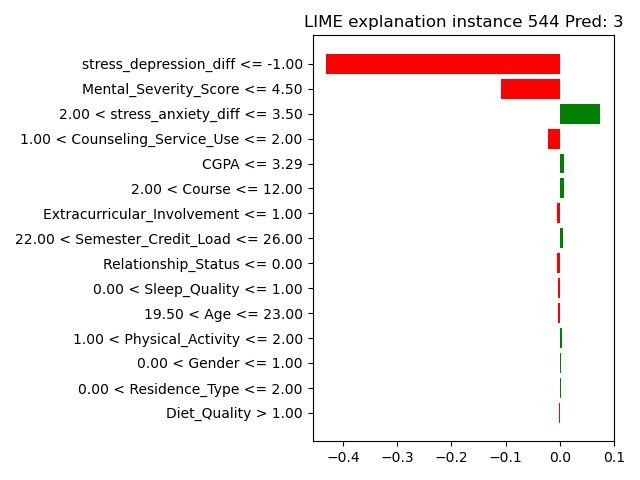 LIME explanation instance 544 Pred: 3
stress_depression_diff <= -1.00
Mental_Severity_Score <= 4.50
2.00 < stress_anxiety_diff <= 3.50
1.00 < Counseling_Service_Use <= 2.00
CGPA <= 3.29
2.00 < Course <= 12.00
Extracurricular_Involvement <= 1.00
22.00 < Semester_Credit_Load <= 26.00
Relationship_Status <= 0.00
0.00 < Sleep_Quality <= 1.00
19.50 < Age <= 23.00
1.00 < Physical_Activity <= 2.00
0.00 < Gender <= 1.00
0.00 < Residence_Type <= 2.00
Diet_Quality > 1.00
−0.4 −0.3 −0.2 −0.1 0.0 0.1